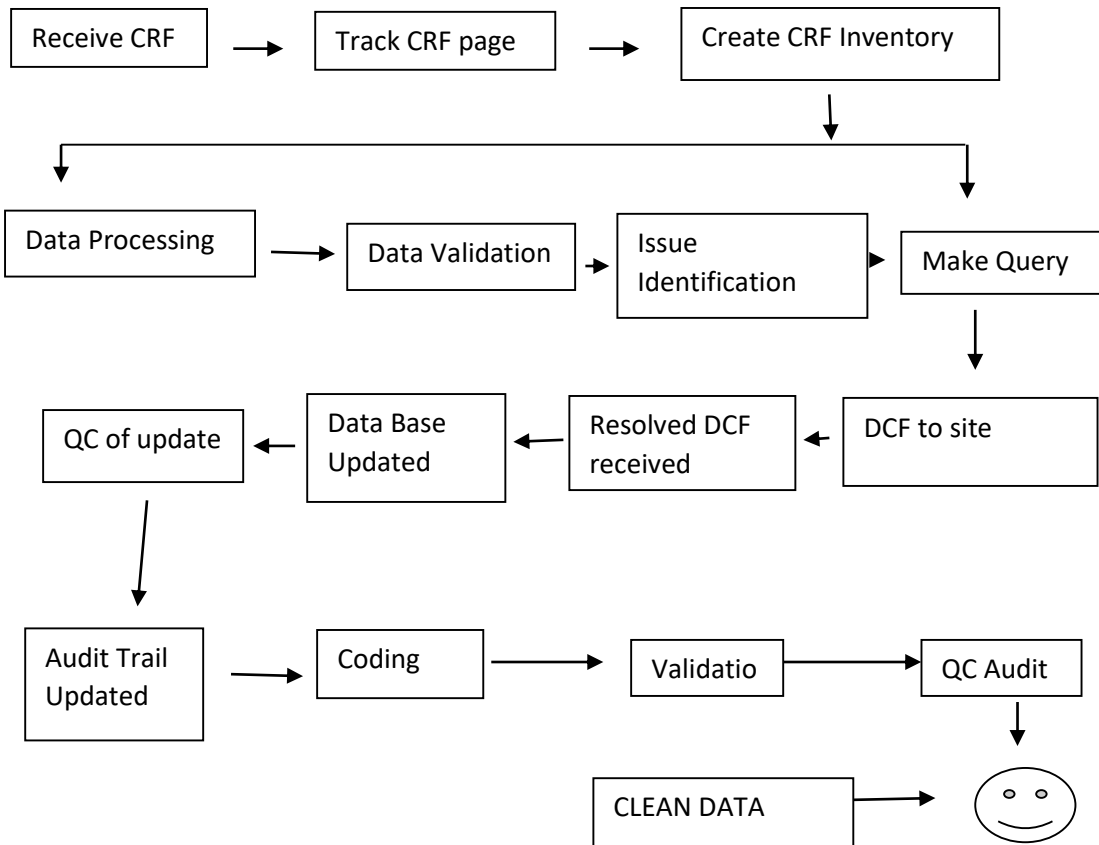 Receive CRF
Track CRF page
Create CRF Inventory
Data Processing
Data Validation
Issue
Identification
Make Query
QC of update
Data Base
Updated
Resolved DCF
received
DCF to site
Audit Trail
Updated
Coding
Validatio
QC Audit
CLEAN DATA